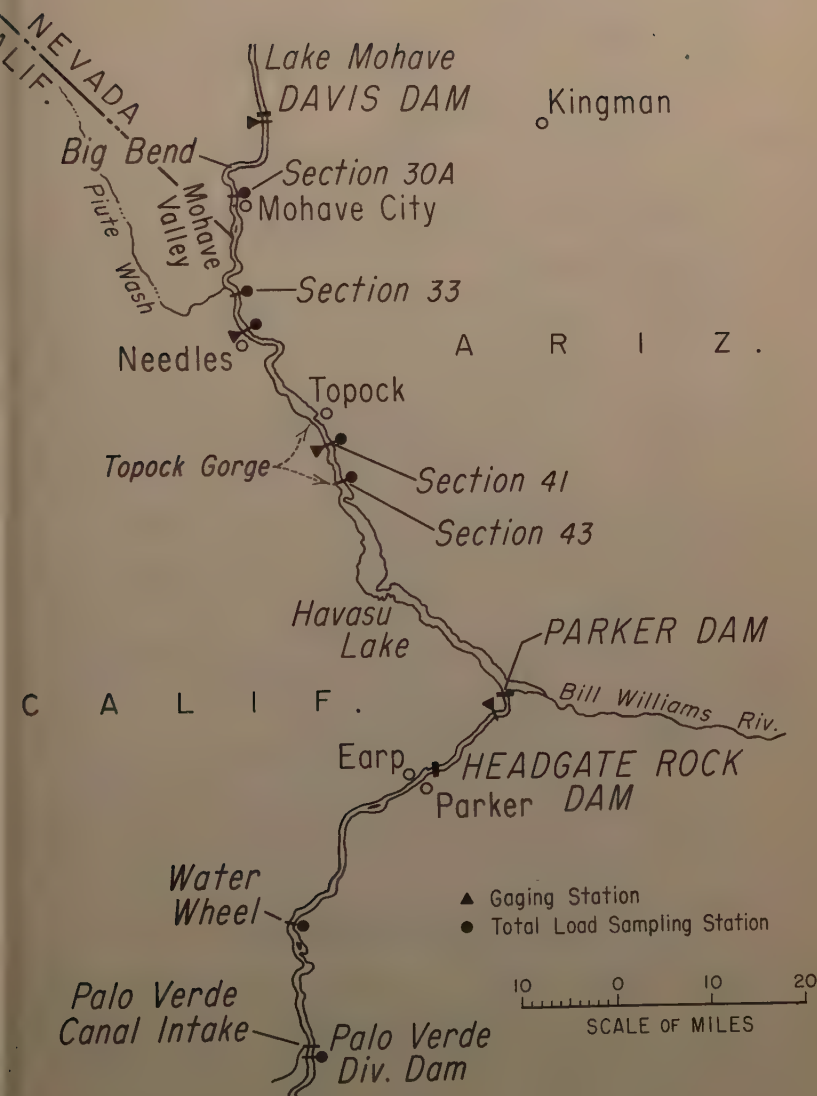 NEVADA
CALIF.
Lake Mohave
DAVIS DAM
Kingman
Big Bend
Section 30A
Mohave City
Mohave
Valley
Piute Wash
Section 33
Needles
A R I Z .
Topock
Topock Gorge
Section 41
Section 43
Havasu
Lake
PARKER DAM
C A L I F .
Bill Williams Riv.
Earp
HEADGATE ROCK
DAM
Parker
Water
Wheel
▲ Gaging Station
● Total Load Sampling Station
Palo Verde
Canal Intake
Palo Verde
Div. Dam
10 0 10 20
SCALE OF MILES